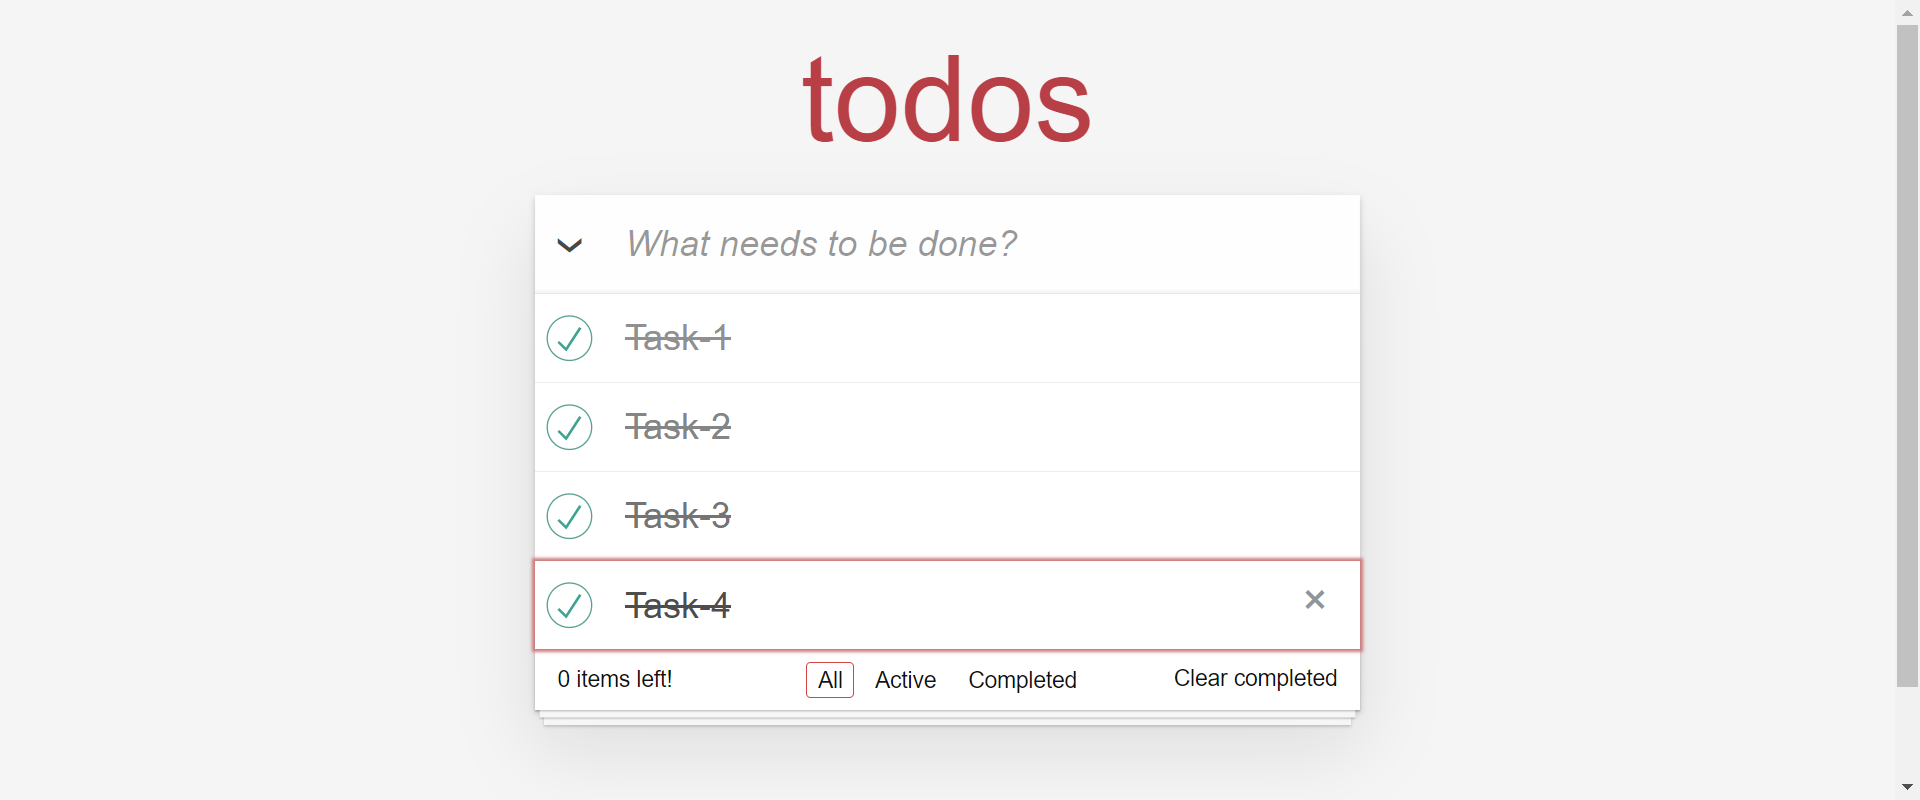 todos
What needs to be done?
Task-1
Task-2
Task-3
Task-4
0 items left! All Active Completed Clear completed